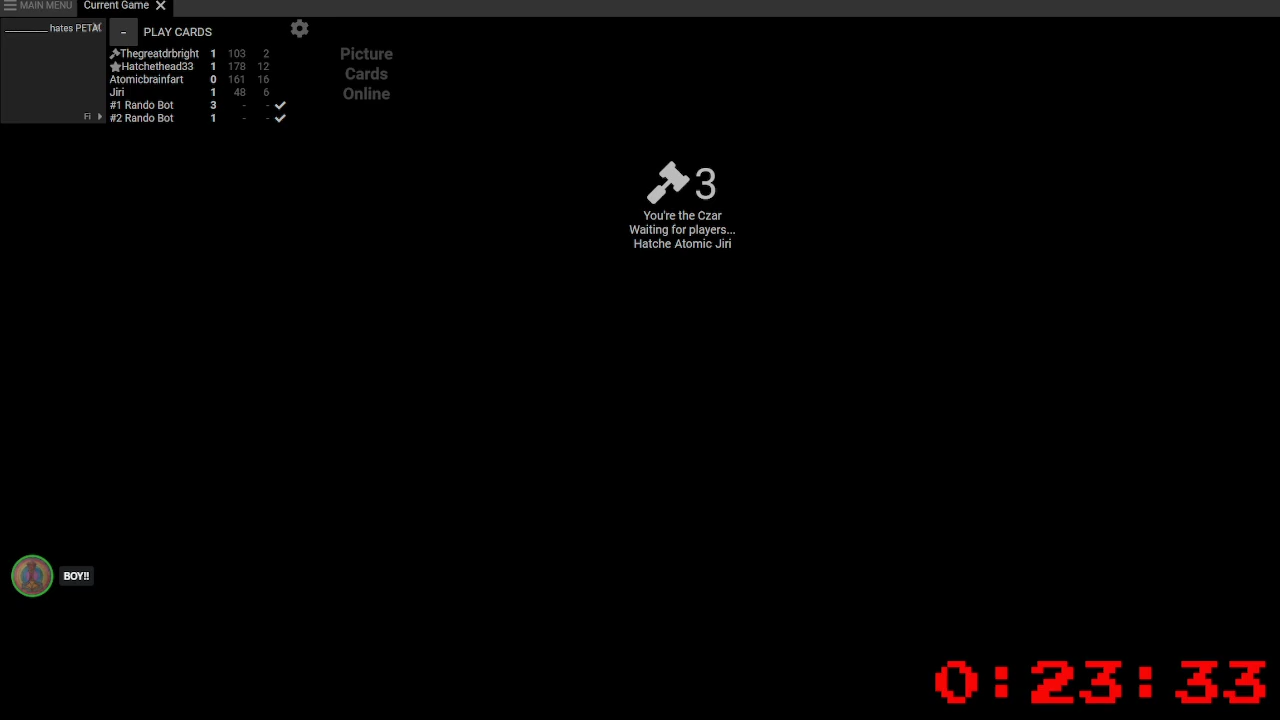 MAIN MENU Current Game
_______ hates PETA!
PLAY CARDS
Thegreatdrbright 1 103 2
Hatchethead33 1 178 12
Atomicbrainfart 0 161 16
Jiri 1 48 6
#1 Rando Bot 3 - -
#2 Rando Bot 1 - -
Fi
Picture
Cards
Online
3
You're the Czar
Waiting for players...
Hatche Atomic Jiri
BOY!!
0:23:33